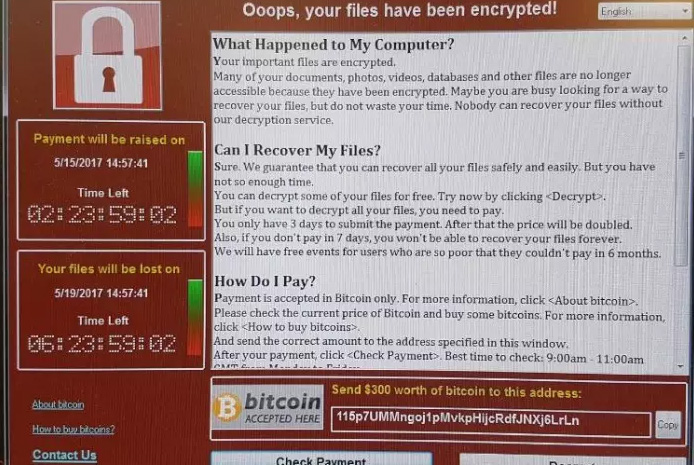 Ooops, your files have been encrypted!
English
What Happened to My Computer?
Your important files are encrypted.
Many of your documents, photos, videos, databases and other files are no longer
accessible because they have been encrypted. Maybe you are busy looking for a way to
recover your files, but do not waste your time. Nobody can recover your files without
our decryption service.
Can I Recover My Files?
Sure. We guarantee that you can recover all your files safely and easily. But you have
not so enough time.
You can decrypt some of your files for free. Try now by clicking <Decrypt>.
But if you want to decrypt all your files, you need to pay.
You only have 3 days to submit the payment. After that the price will be doubled.
Also, if you don't pay in 7 days, you won't be able to recover your files forever.
We will have free events for users who are so poor that they couldn't pay in 6 months.
How Do I Pay?
Payment is accepted in Bitcoin only. For more information, click <About bitcoin>.
Please check the current price of Bitcoin and buy some bitcoins. For more information,
click <How to buy bitcoins>.
And send the correct amount to the address specified in this window.
After your payment, click <Check Payment>. Best time to check: 9:00am - 11:00am
GMT from Monday to Friday.
Payment will be raised on
5/15/2017 14:57:41
Time Left
02:23:59:02
Your files will be lost on
5/19/2017 14:57:41
Time Left
06:23:59:02
About bitcoin
How to buy bitcoins?
Contact Us
bitcoin
ACCEPTED HERE
Send $300 worth of bitcoin to this address:
115p7UMMngoj1pMvkpHijcRdfJNXj6LrLn
Copy
Check Payment
Decrypt